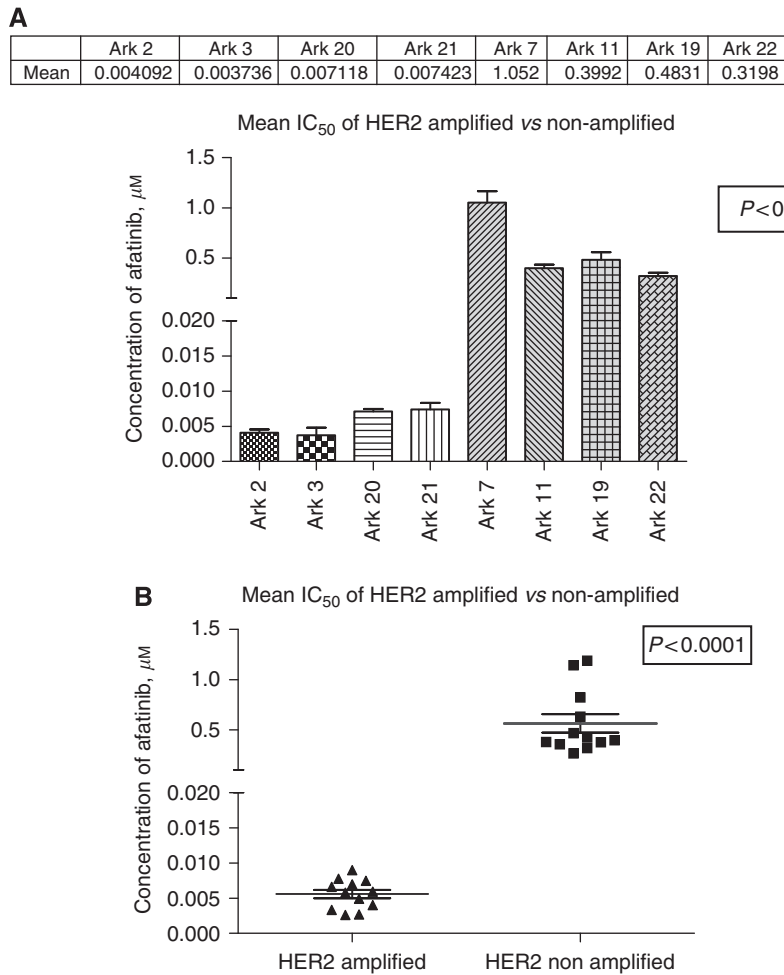 A
Ark 2 Ark 3 Ark 20 Ark 21 Ark 7 Ark 11 Ark 19 Ark 22
Mean 0.004092 0.003736 0.007118 0.007423 1.052 0.3992 0.4831 0.3198
Mean IC50 of HER2 amplified vs non-amplified
P<0
Concentration of afatinib, μM
1.5
1.0
0.5
0.020
0.015
0.010
0.005
0.000
Ark 2
Ark 3
Ark 20
Ark 21
Ark 7
Ark 11
Ark 19
Ark 22
B
Mean IC50 of HER2 amplified vs non-amplified
P<0.0001
Concentration of afatinib, μM
1.5
1.0
0.5
0.020
0.015
0.010
0.005
0.000
HER2 amplified
HER2 non amplified